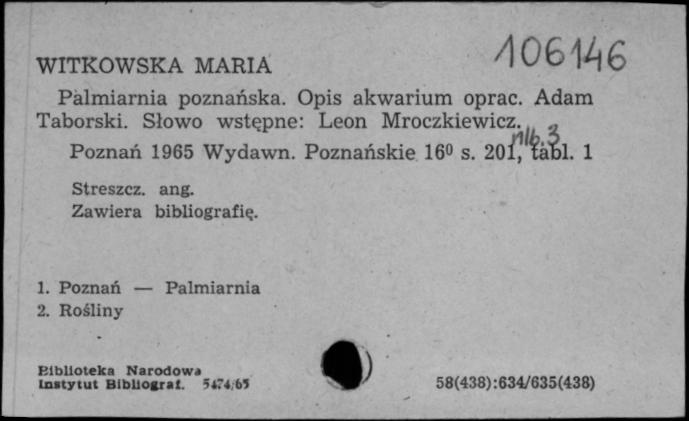 106146
WITKOWSKA MARIA
Palmiarnia poznańska. Opis akwarium oprac. Adam
Taborski. Słowo wstępne: Leon Mroczkiewicz.
nlb. 3
Poznań 1965 Wydawn. Poznańskie 16⁰ s. 201, tabl. 1
Streszcz. ang.
Zawiera bibliografię.
1. Poznań — Palmiarnia
2. Rośliny
Biblioteka Narodowa
Instytut Bibliograf. 5474/65
58(438):634/635(438)